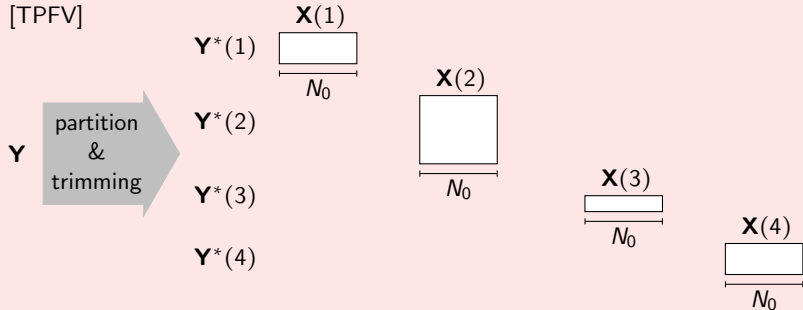 [TPFV]
X(1)
Y*(1)
N₀
X(2)
Y*(2)
partition
&
trimming
Y
N₀
X(3)
Y*(3)
N₀
X(4)
Y*(4)
N₀